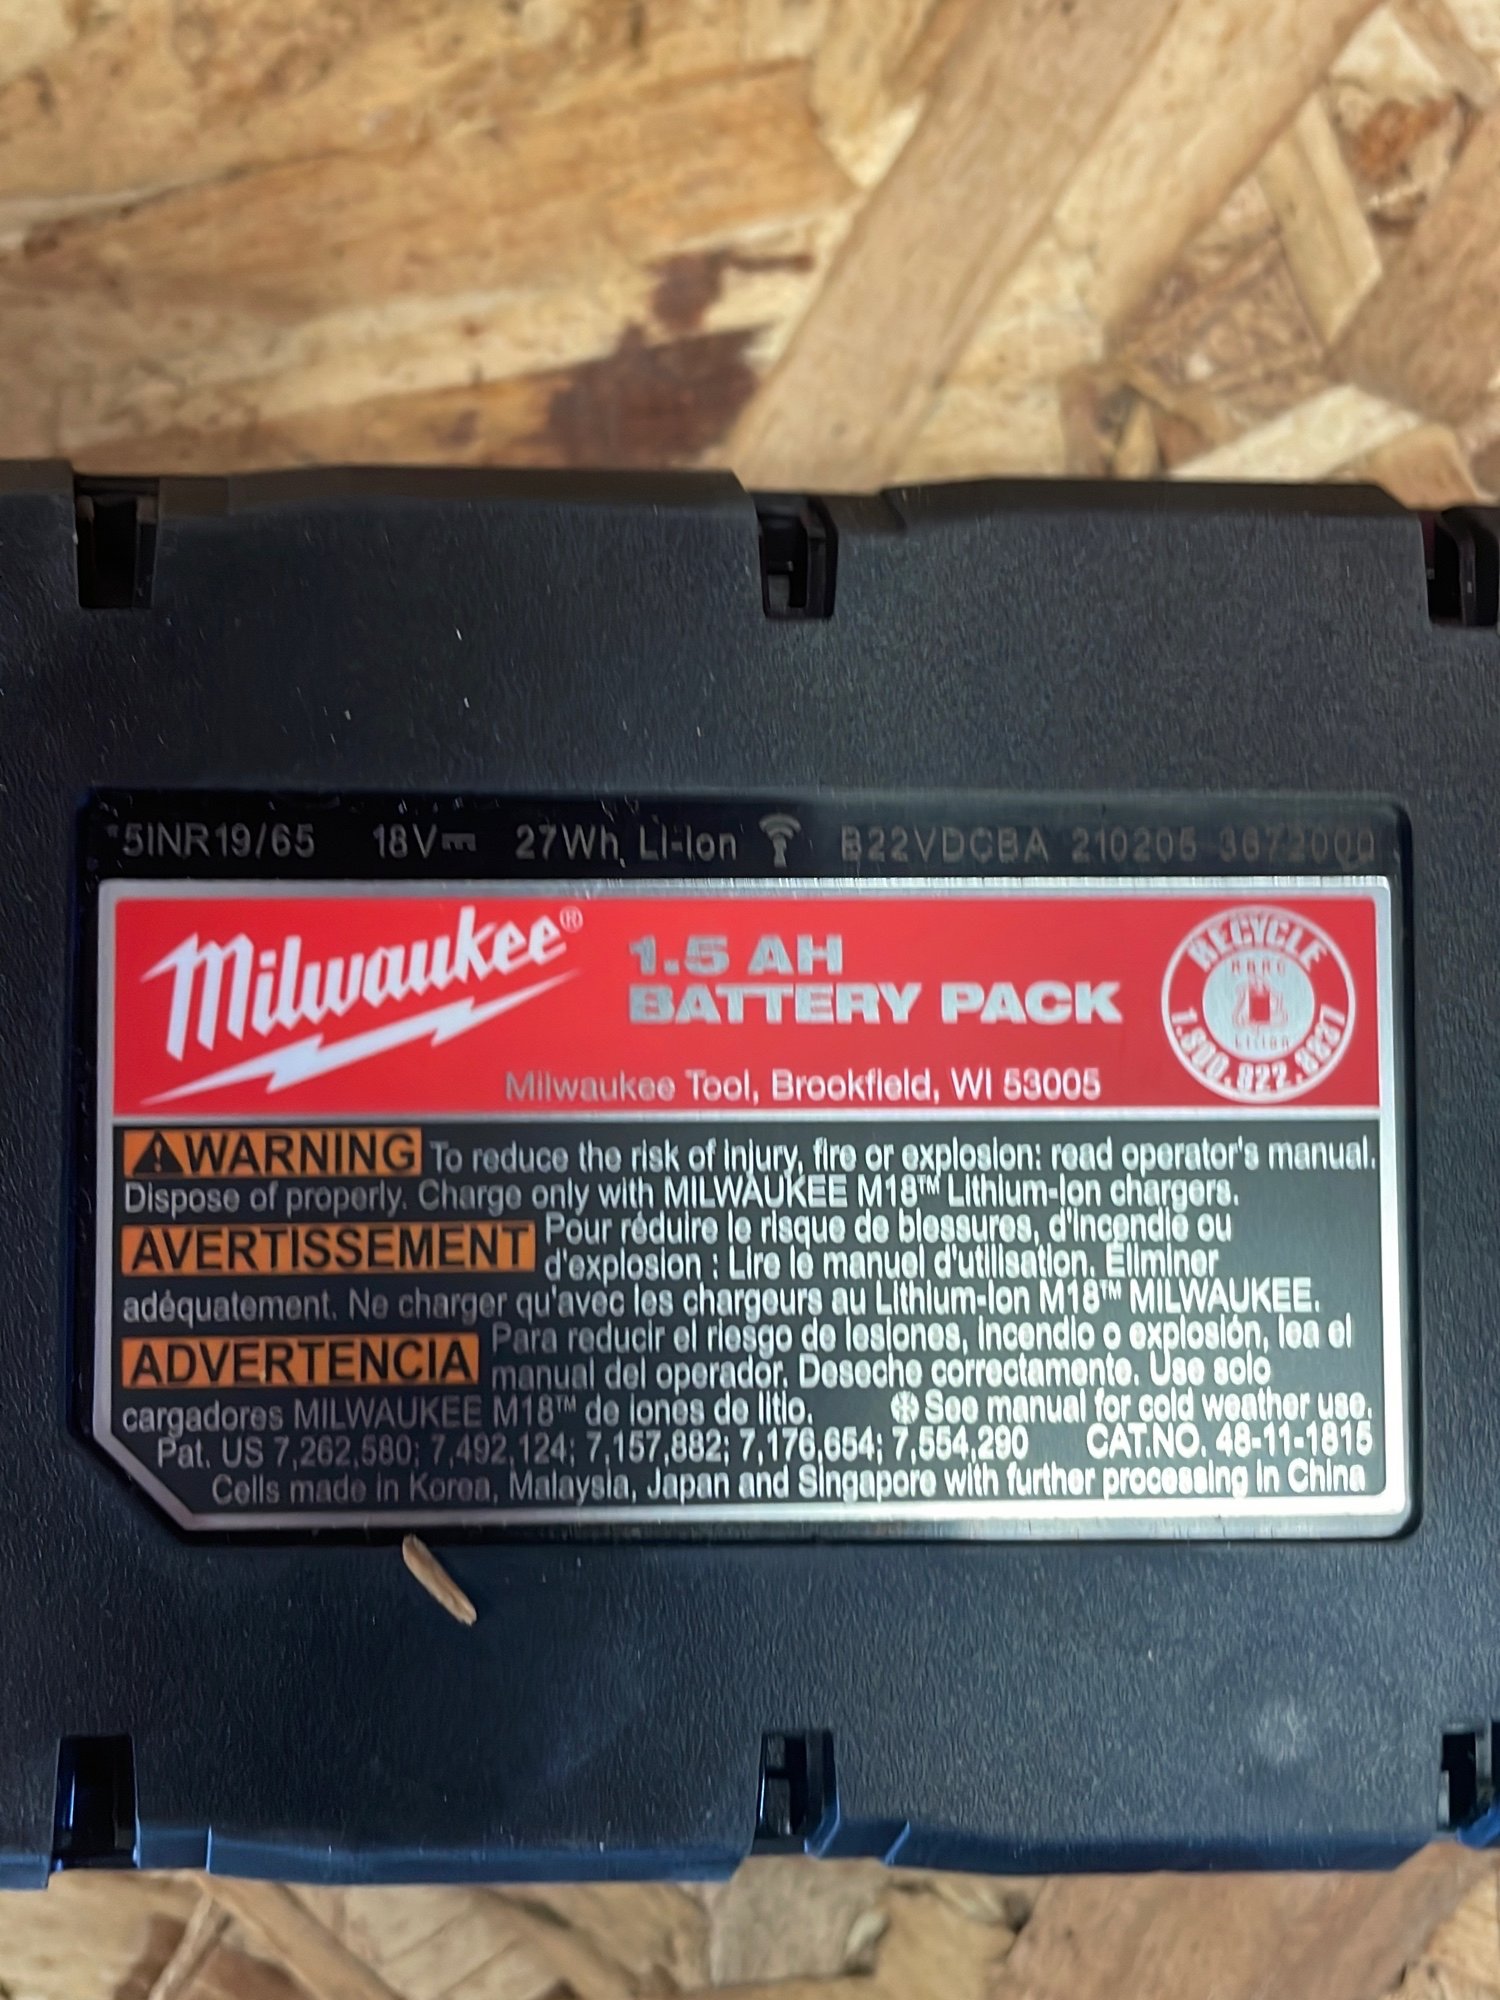 5INR19/65 18V⎓ 27Wh Li-Ion B22VDCBA 210205 3672000
Milwaukee®
1.5 AH
BATTERY PACK
Milwaukee Tool, Brookfield, WI 53005
RECYCLE
RBRC
Li-Ion
1.800.822.8837
⚠WARNING To reduce the risk of injury, fire or explosion: read operator's manual.
Dispose of properly. Charge only with MILWAUKEE M18™ Lithium-Ion chargers.
AVERTISSEMENT Pour réduire le risque de blessures, d'incendie ou
d'explosion : Lire le manuel d'utilisation. Éliminer
adéquatement. Ne charger qu'avec les chargeurs au Lithium-Ion M18™ MILWAUKEE.
ADVERTENCIA Para reducir el riesgo de lesiones, incendio o explosión, lea el
manual del operador. Deseche correctamente. Use solo
cargadores MILWAUKEE M18™ de iones de litio. See manual for cold weather use.
Pat. US 7,262,580; 7,492,124; 7,157,882; 7,176,654; 7,554,290 CAT.NO. 48-11-1815
Cells made in Korea, Malaysia, Japan and Singapore with further processing in China